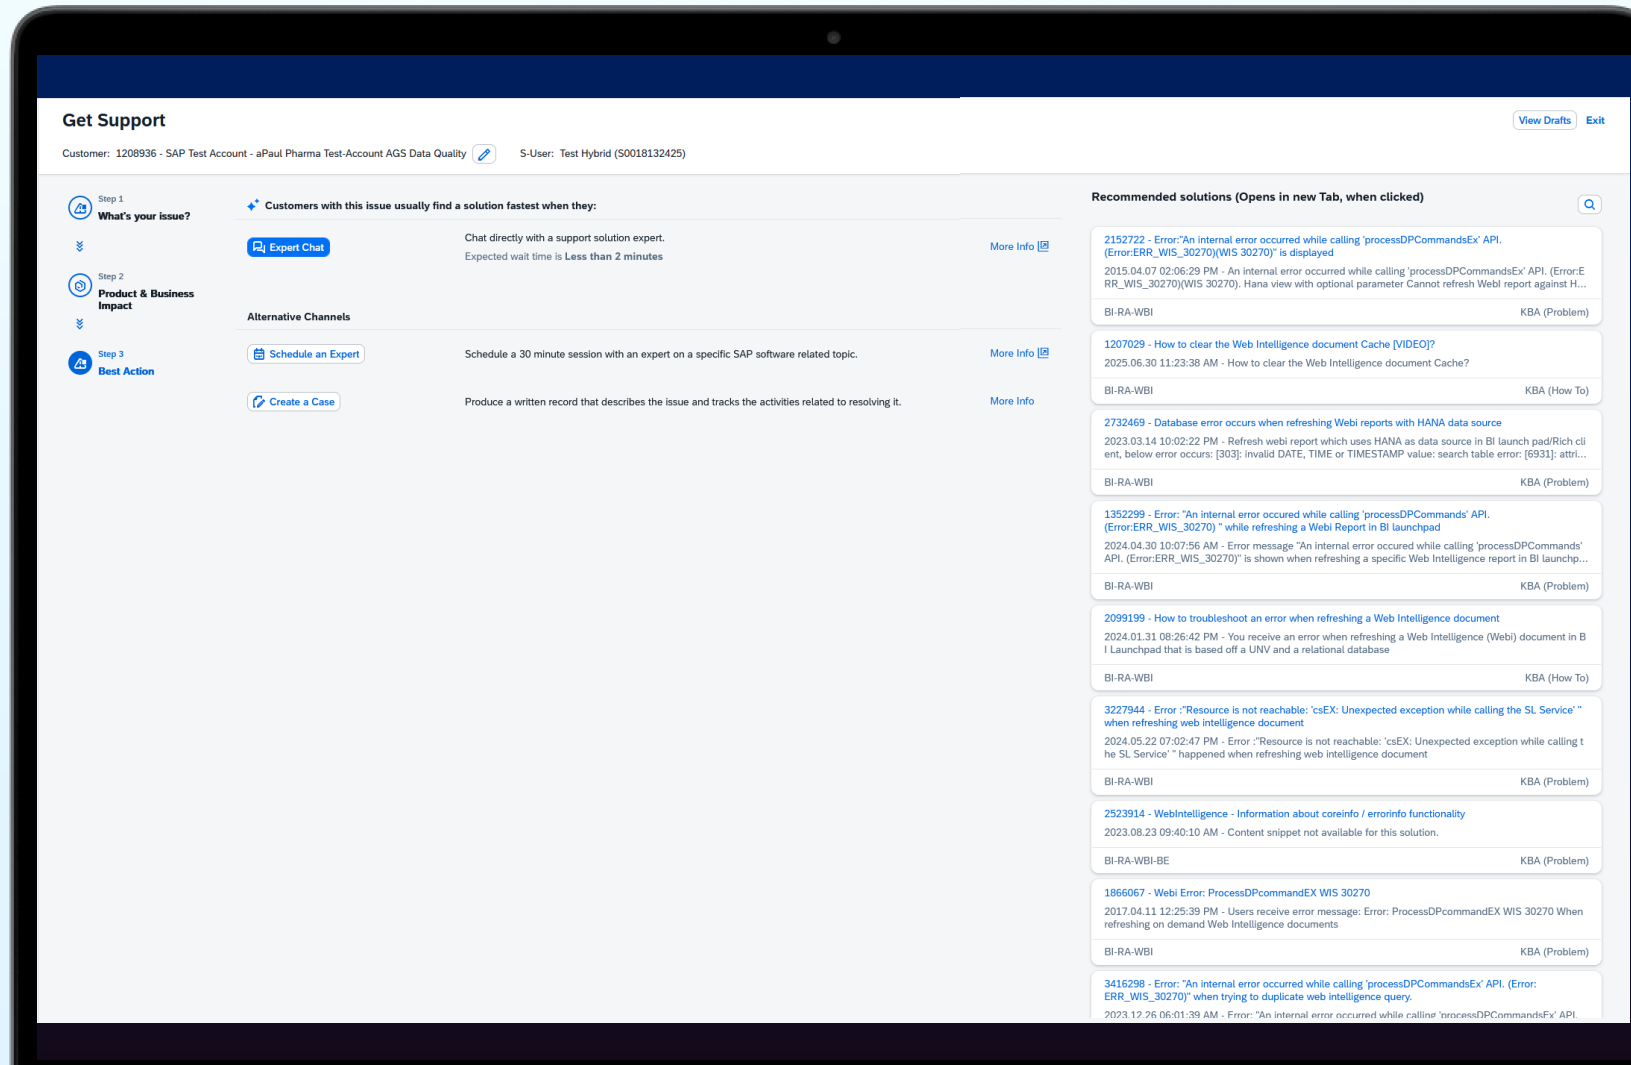 Get Support
View Drafts
Exit
Customer: 1208936 - SAP Test Account - aPaul Pharma Test-Account AGS Data Quality
S-User: Test Hybrid (S0018132425)
Step 1
What's your issue?
Step 2
Product & Business
Impact
Step 3
Best Action
Customers with this issue usually find a solution fastest when they:
Expert Chat
Chat directly with a support solution expert.
Expected wait time is Less than 2 minutes
More Info
Alternative Channels
Schedule an Expert
Schedule a 30 minute session with an expert on a specific SAP software related topic.
More Info
Create a Case
Produce a written record that describes the issue and tracks the activities related to resolving it.
More Info
Recommended solutions (Opens in new Tab, when clicked)
2152722 - Error:"An internal error occurred while calling 'processDPCommandsEx' API.
(Error:ERR_WIS_30270)(WIS 30270)" is displayed
2015.04.07 02:06:29 PM - An internal error occurred while calling 'processDPCommandsEx' API. (Error:E
RR_WIS_30270)(WIS 30270). Hana view with optional parameter Cannot refresh WebI report against H...
BI-RA-WBI
KBA (Problem)
1207029 - How to clear the Web Intelligence document Cache [VIDEO]?
2025.06.30 11:23:38 AM - How to clear the Web Intelligence document Cache?
BI-RA-WBI
KBA (How To)
2732469 - Database error occurs when refreshing Webi reports with HANA data source
2023.03.14 10:02:22 PM - Refresh webi report which uses HANA as data source in BI launch pad/Rich cli
ent, below error occurs: [303]: invalid DATE, TIME or TIMESTAMP value: search table error: [6931]: attri...
BI-RA-WBI
KBA (Problem)
1352299 - Error: "An internal error occured while calling 'processDPCommands' API.
(Error:ERR_WIS_30270) " while refreshing a Webi Report in BI launchpad
2024.04.30 10:07:56 AM - Error message "An internal error occured while calling 'processDPCommands'
API. (Error:ERR_WIS_30270)" is shown when refreshing a specific Web Intelligence report in BI launchp...
BI-RA-WBI
KBA (Problem)
2099199 - How to troubleshoot an error when refreshing a Web Intelligence document
2024.01.31 08:26:42 PM - You receive an error when refreshing a Web Intelligence (Webi) document in B
I Launchpad that is based off a UNV and a relational database
BI-RA-WBI
KBA (How To)
3227944 - Error :"Resource is not reachable: 'csEX: Unexpected exception while calling the SL Service' "
when refreshing web intelligence document
2024.05.22 07:02:47 PM - Error :"Resource is not reachable: 'csEX: Unexpected exception while calling t
he SL Service' " happened when refreshing web intelligence document
BI-RA-WBI
KBA (Problem)
2523914 - WebIntelligence - Information about coreinfo / errorinfo functionality
2023.08.23 09:40:10 AM - Content snippet not available for this solution.
BI-RA-WBI-BE
KBA (Problem)
1866067 - Webi Error: ProcessDPcommandEX WIS 30270
2017.04.11 12:25:39 PM - Users receive error message: Error: ProcessDPcommandEX WIS 30270 When
refreshing on demand Web Intelligence documents
BI-RA-WBI
KBA (Problem)
3416298 - Error: "An internal error occurred while calling 'processDPCommandsEx' API. (Error:
ERR_WIS_30270)" when trying to duplicate web intelligence query.
2023.12.26 06:01:39 AM - Error: "An internal error occurred while calling 'processDPCommandsEx' API.